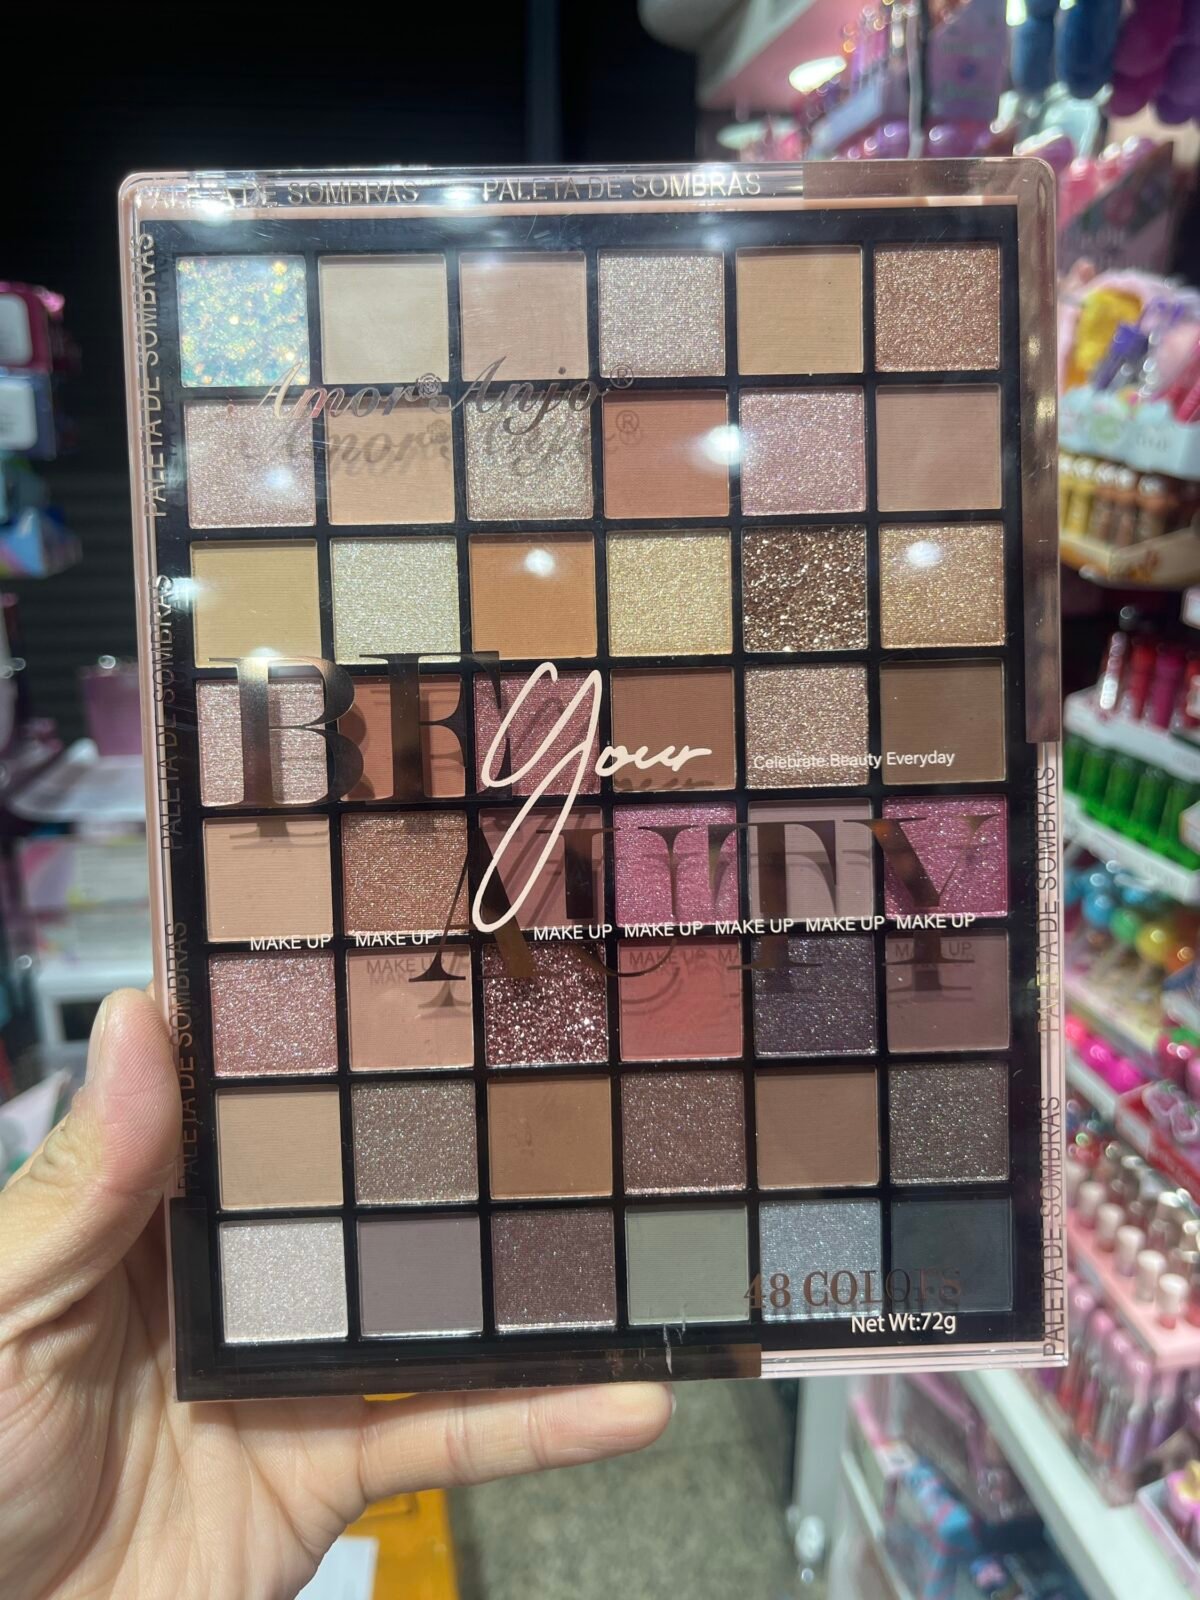 PALETA DE SOMBRAS PALETA DE SOMBRAS
PALETA DE SOMBRAS
PALETA DE SOMBRAS
PALETA DE SOMBRAS
Amor® Anjo®
BE
your
Celebrate Beauty Everyday
AUTY
MAKE UP MAKE UP MAKE UP MAKE UP MAKE UP MAKE UP MAKE UP
PALETA DE SOMBRAS
PALETA DE SOMBRAS
48 COLORS
Net Wt:72g